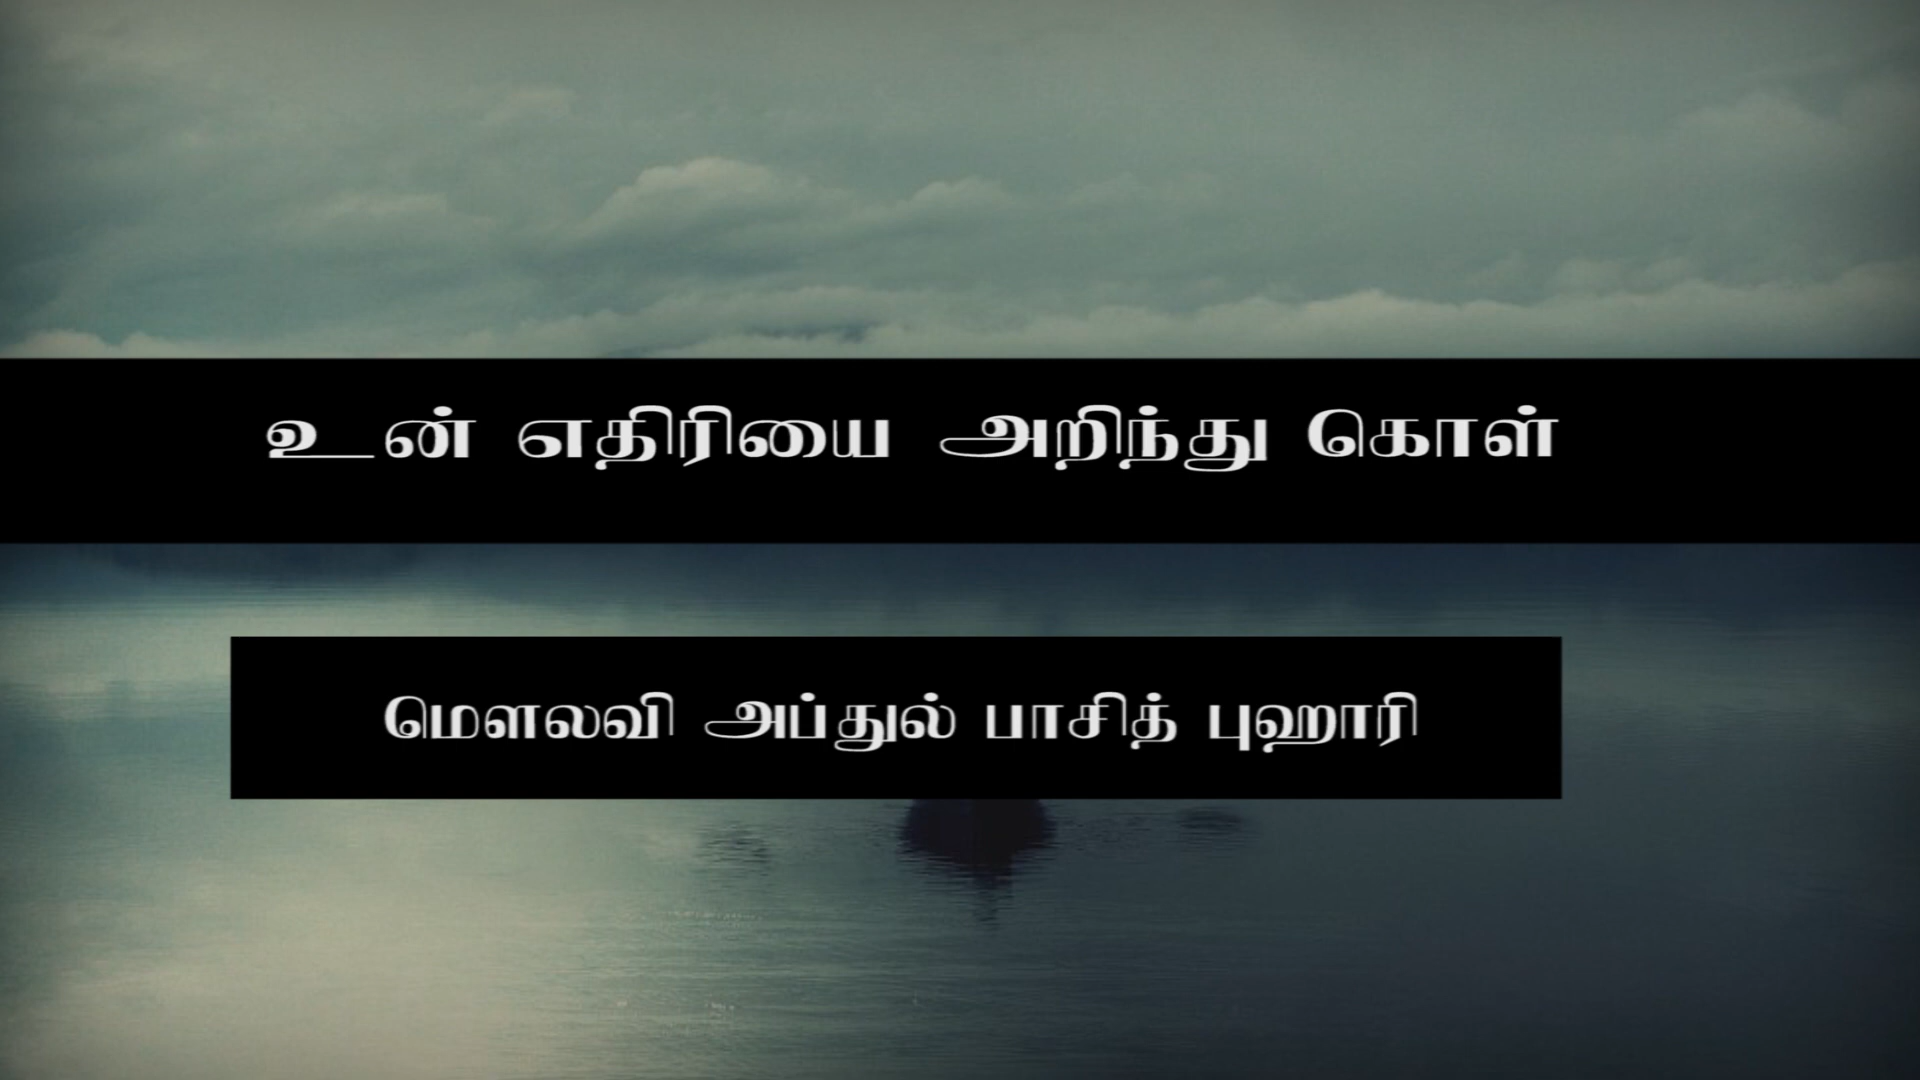 உன் எதிரியை அறிந்து கொள்
மௌலவி அப்துல் பாசித் புஹாரி